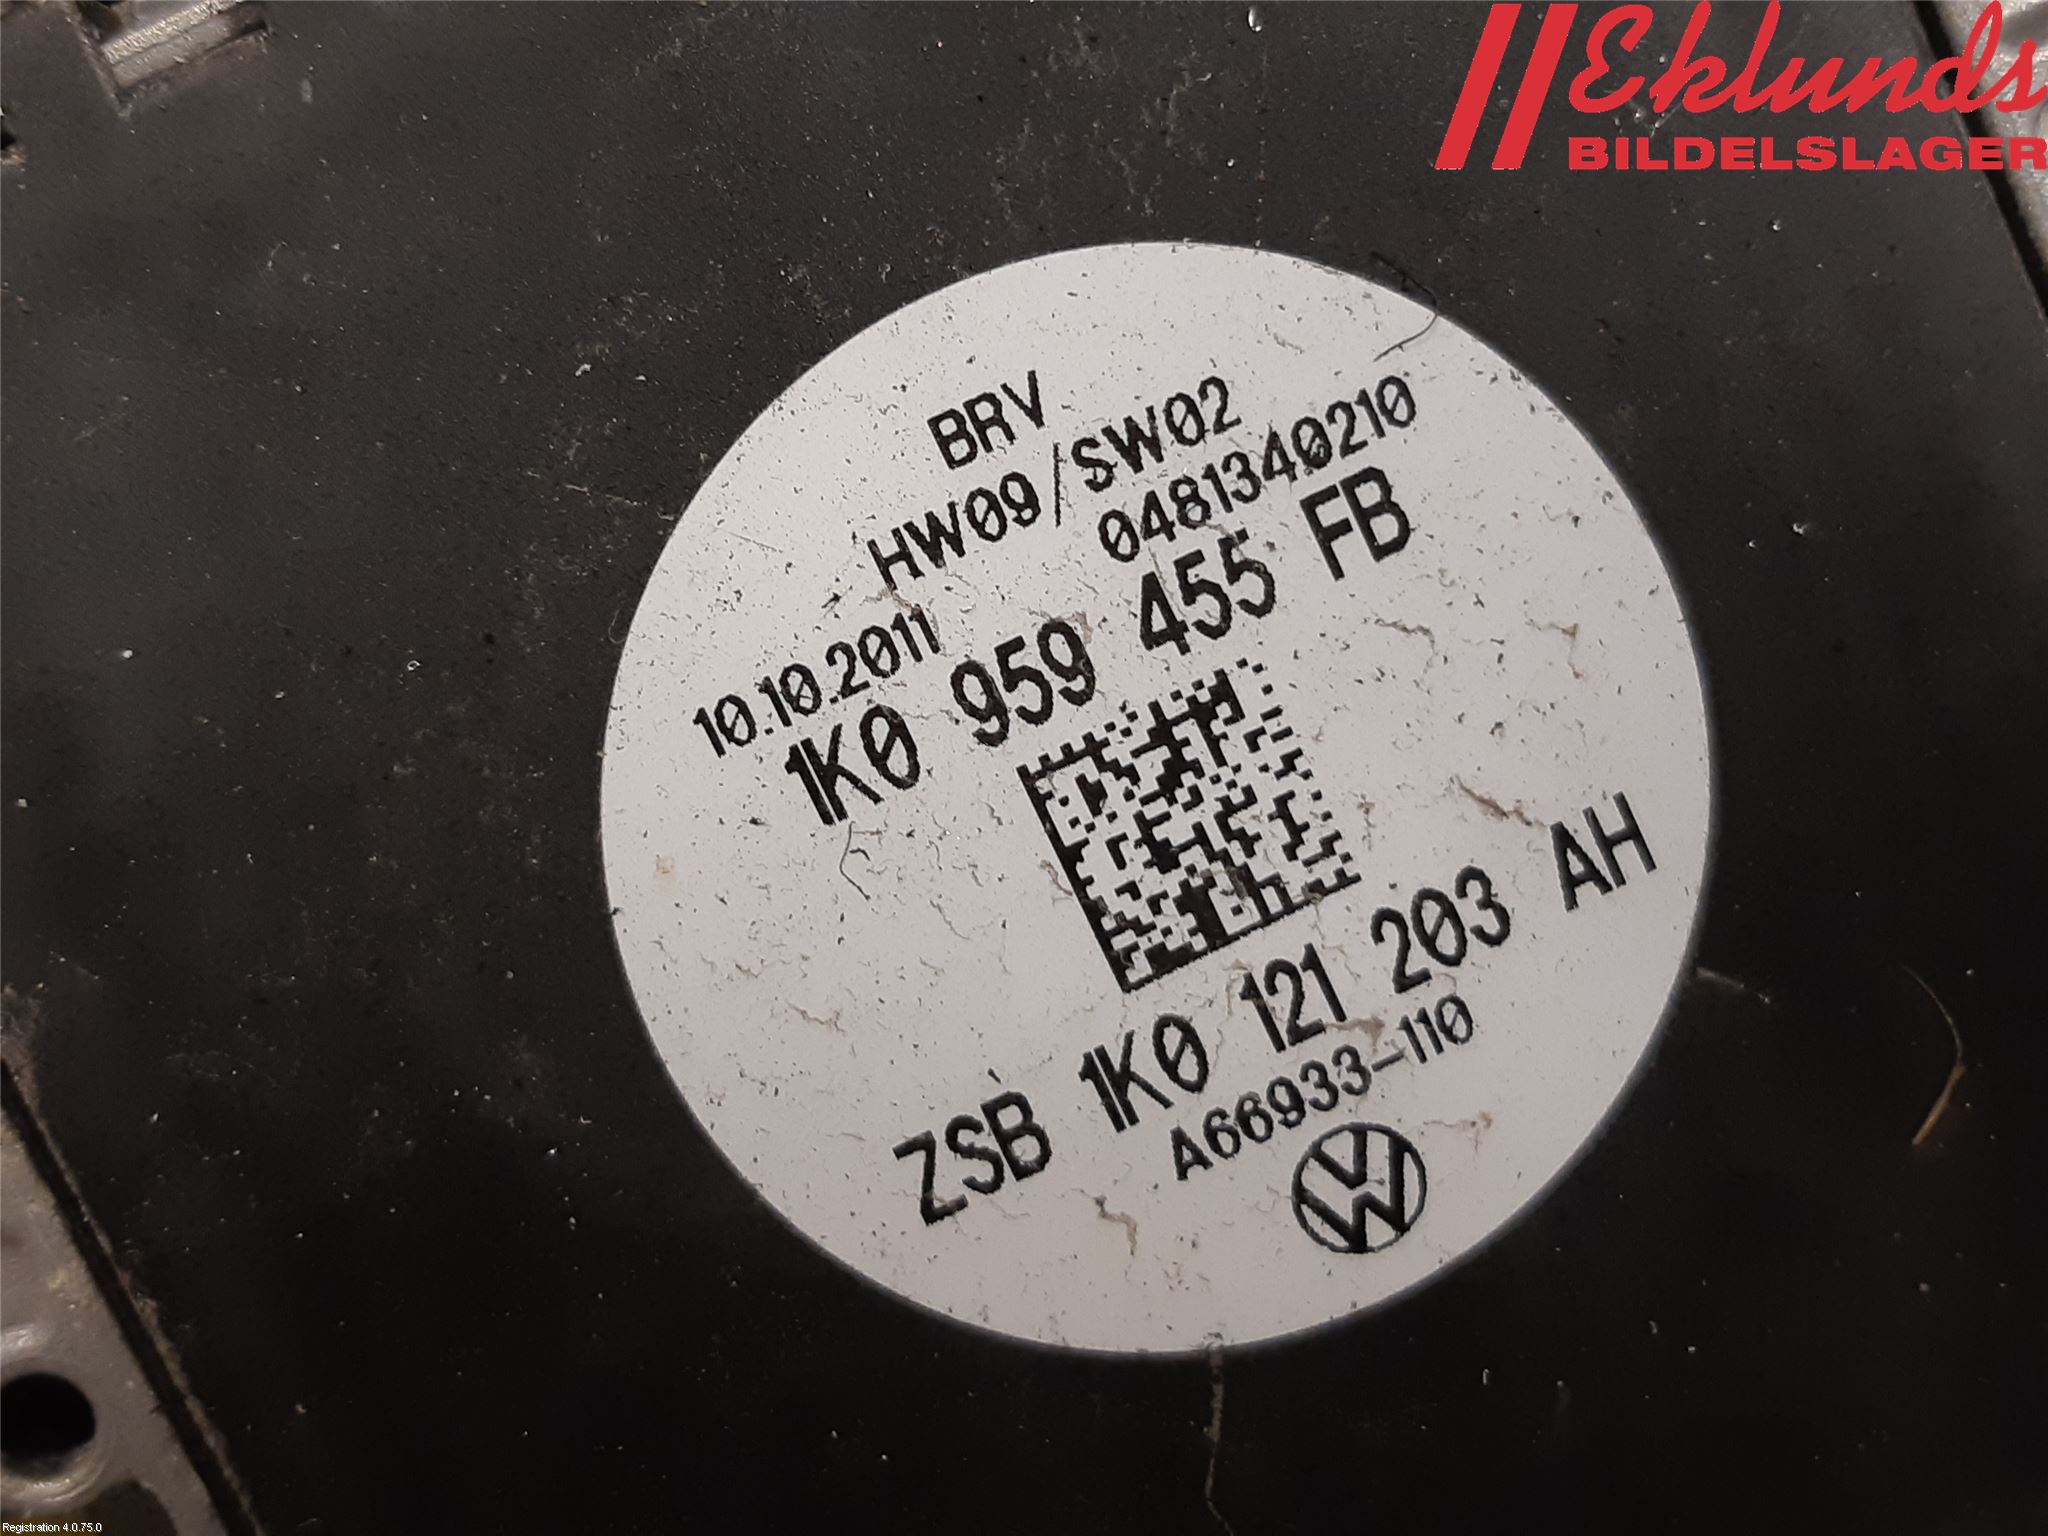 Eklunds
BILDELSLAGER
BRV
HW09/SW02
0481340210
10.10.2011
1K0 959 455 FB
ZSB 1K0 121 203 AH
A66933-110
VW
Registration 4.0.75.0